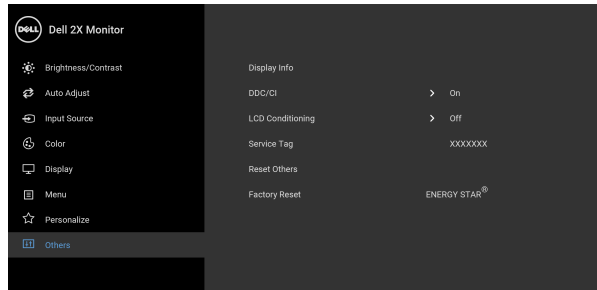 DELL
Dell 2X Monitor
Brightness/Contrast
Auto Adjust
Input Source
Color
Display
Menu
Personalize
Others
Display Info
DDC/CI > On
LCD Conditioning > Off
Service Tag XXXXXXX
Reset Others
Factory Reset ENERGY STAR®